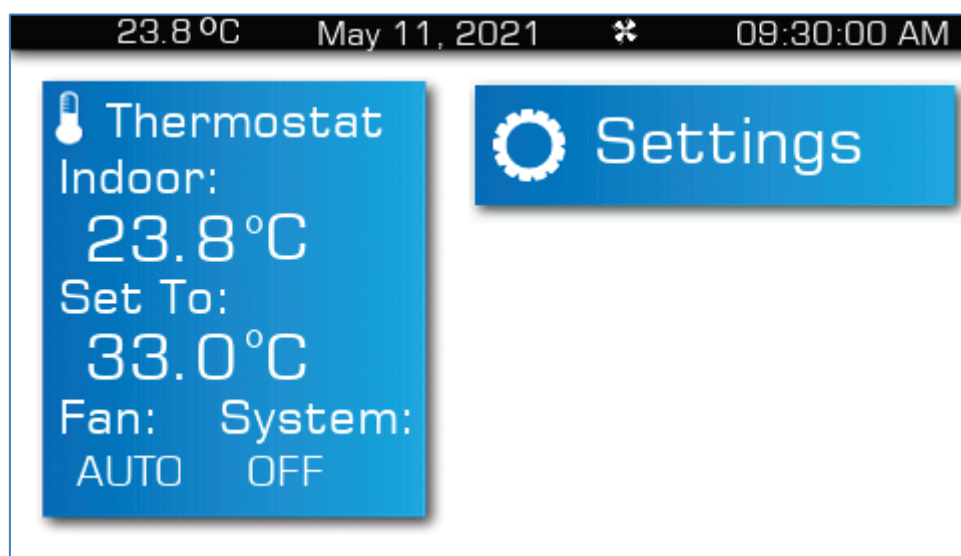 23.8 ºC May 11, 2021 09:30:00 AM
Thermostat
Indoor:
23.8°C
Set To:
33.0°C
Fan: System:
AUTO OFF
Settings